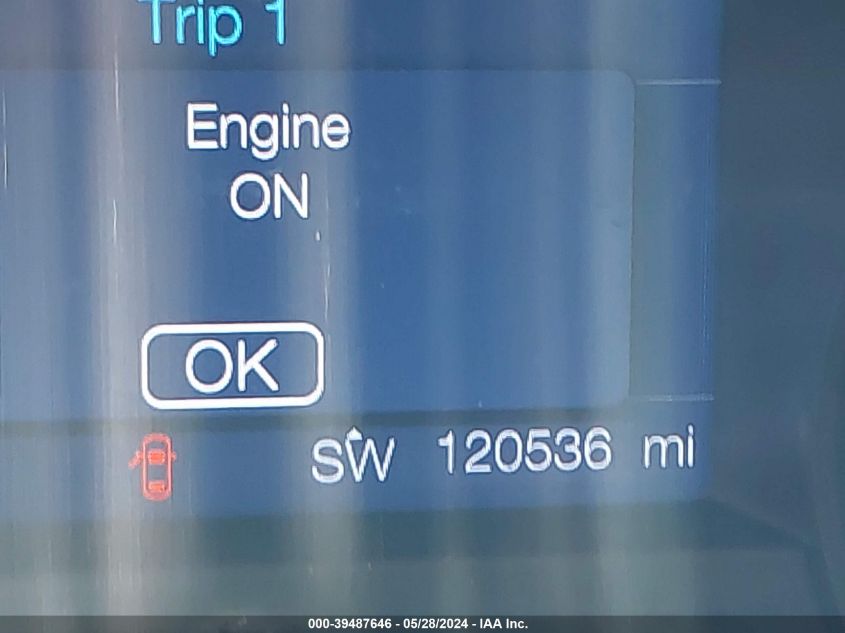 Trip 1
Engine
ON
OK
SW 120536 mi
000-39487646 - 05/28/2024 - IAA Inc.